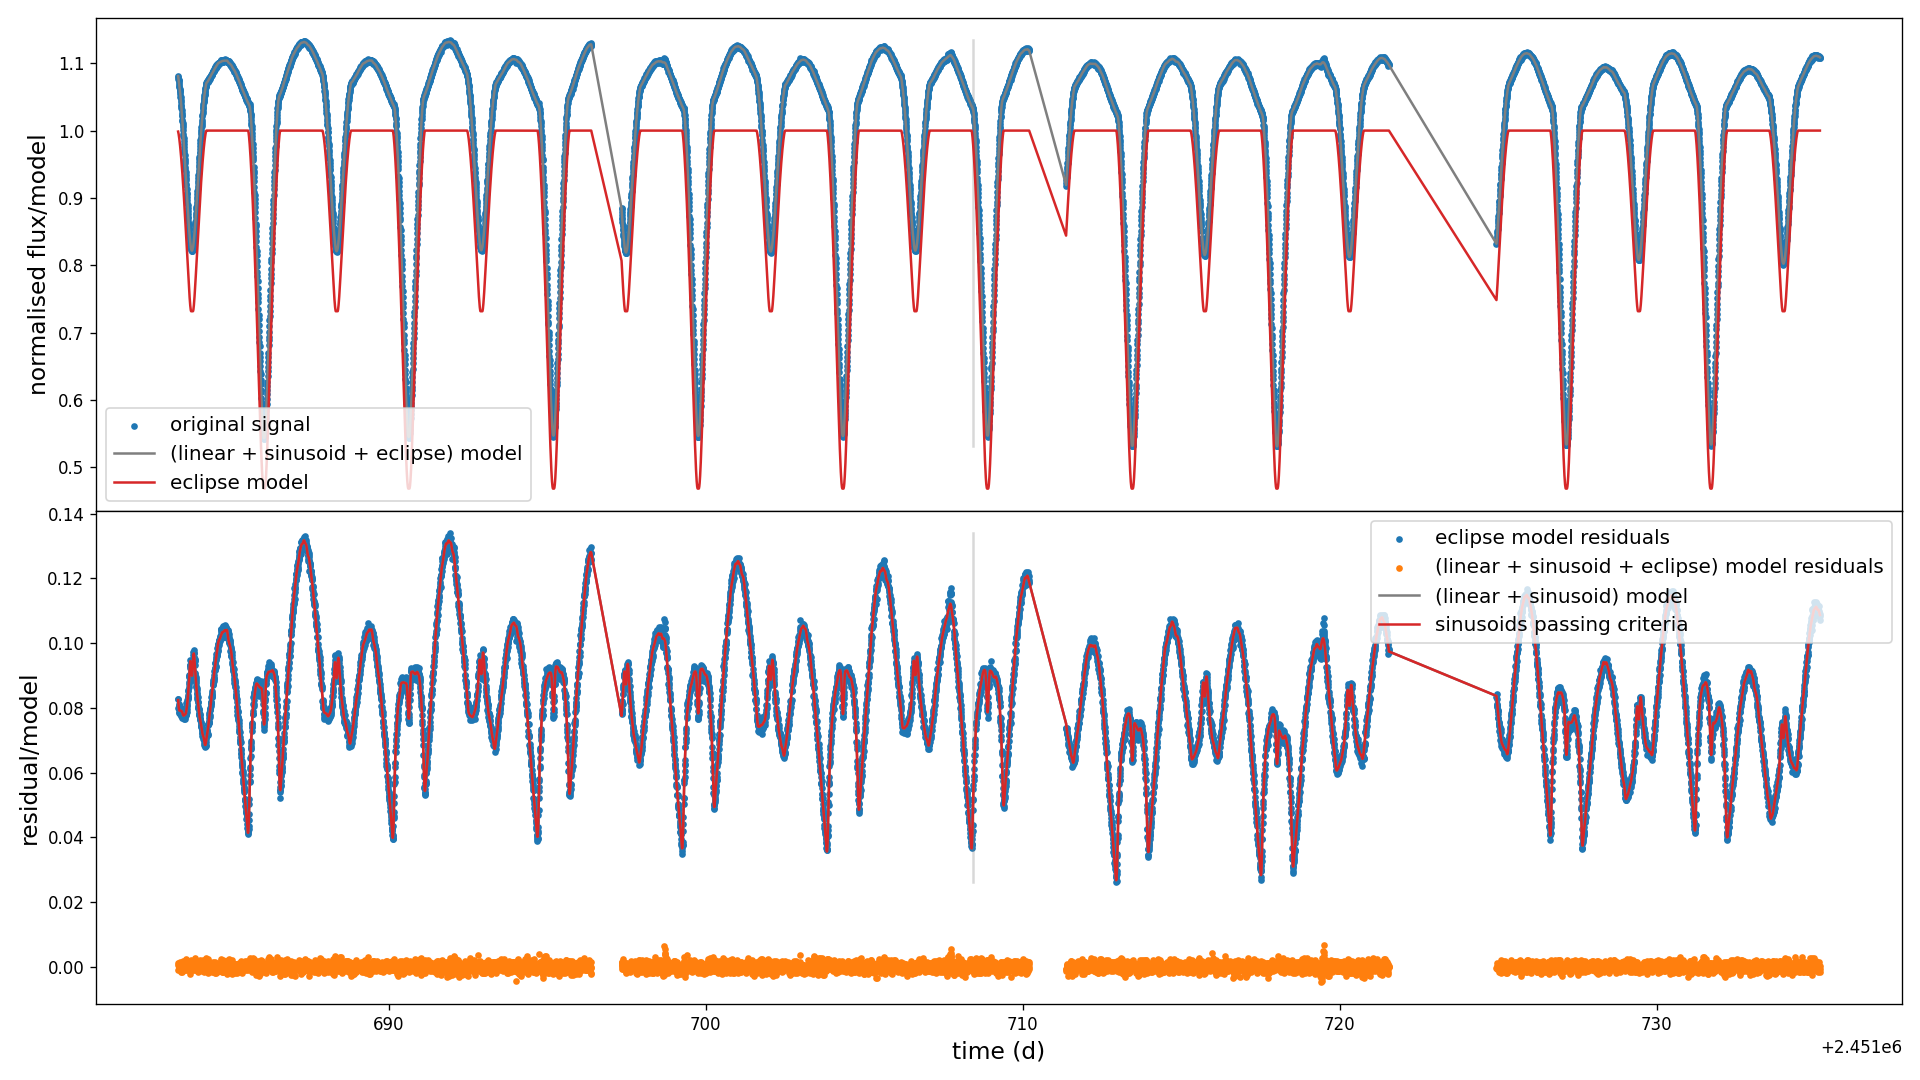 normalised flux/model
1.1
1.0
0.9
0.8
0.7
0.6
0.5
original signal
(linear + sinusoid + eclipse) model
eclipse model
residual/model
0.14
0.12
0.10
0.08
0.06
0.04
0.02
0.00
eclipse model residuals
(linear + sinusoid + eclipse) model residuals
(linear + sinusoid) model
sinusoids passing criteria
690
700
710
720
730
time (d)
+2.451e6